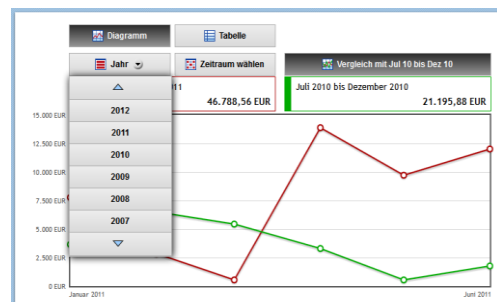 Diagramm
Tabelle
Jahr
Zeitraum wählen
Vergleich mit Jul 10 bis Dez 10
2012
2011
2010
2009
2008
2007
46.788,56 EUR
Juli 2010 bis Dezember 2010
21.195,88 EUR
15.000 EUR
12.500 EUR
10.000 EUR
7.500 EUR
5.000 EUR
2.500 EUR
0 EUR
Januar 2011
Juni 2011